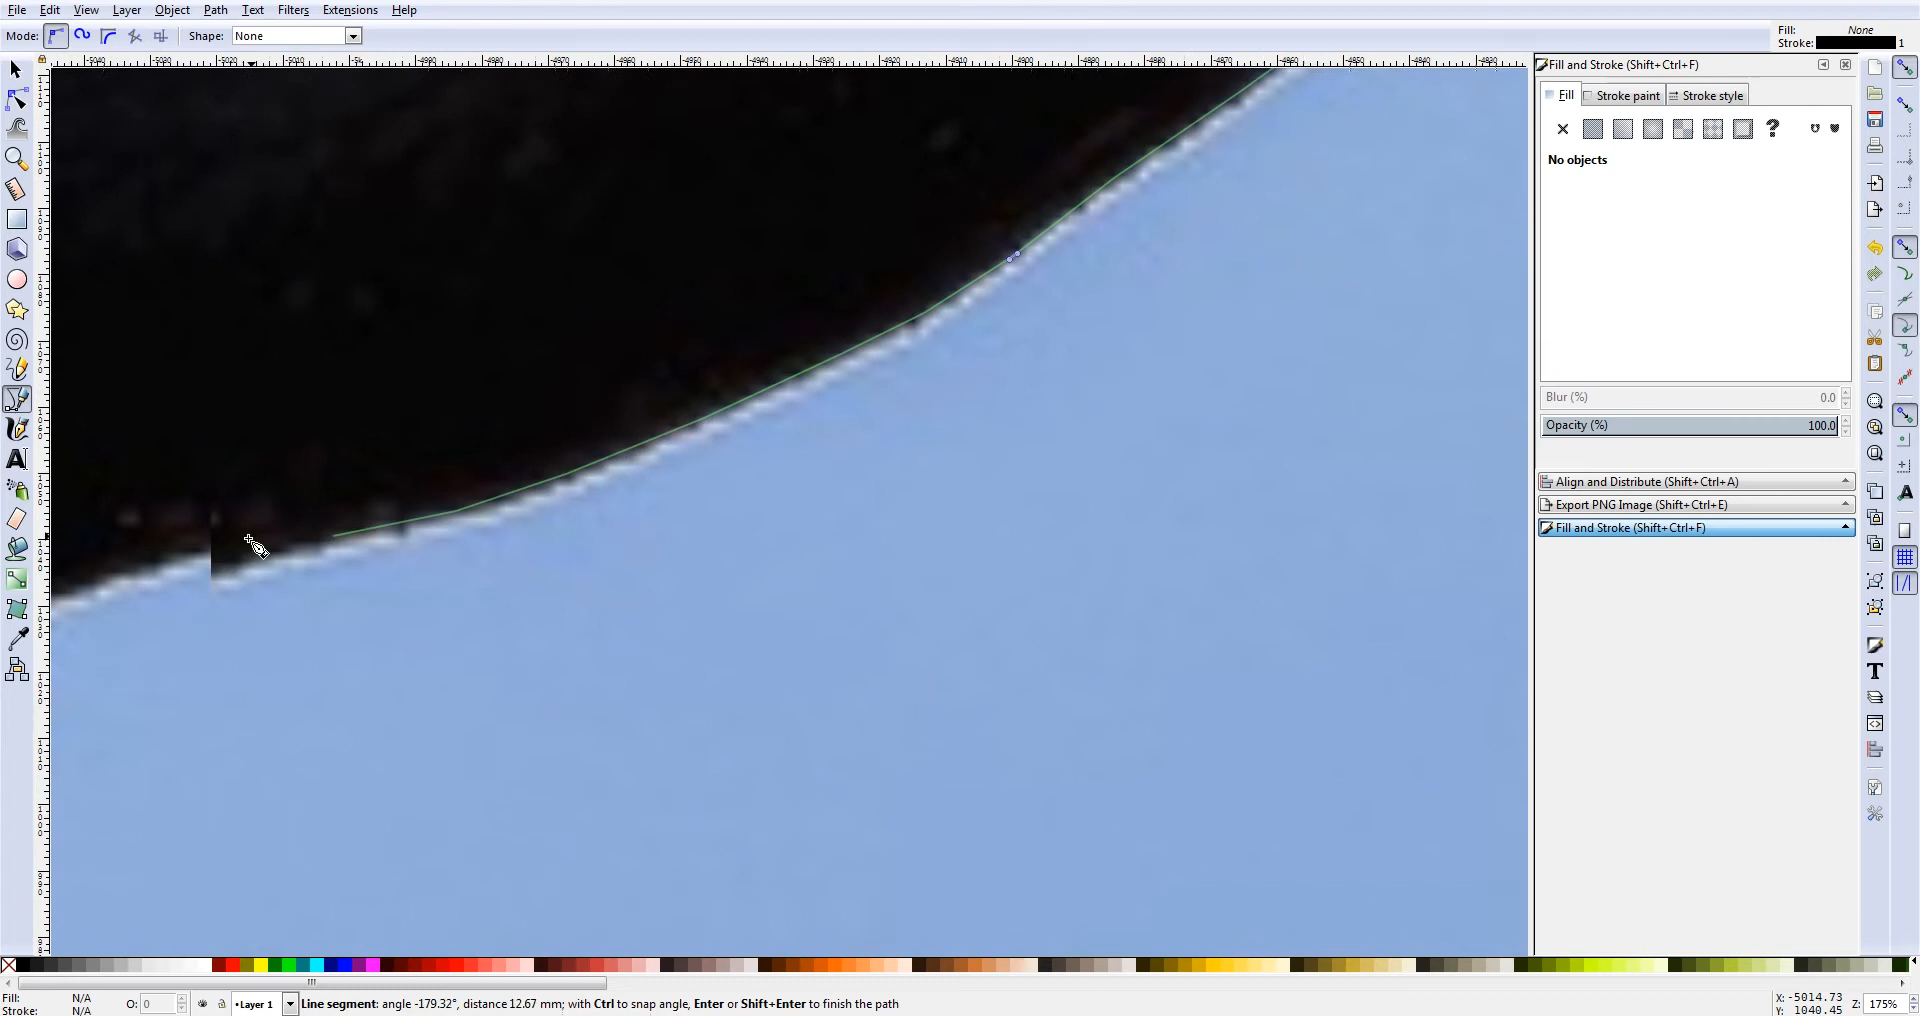 File Edit View Layer Object Path Text Filters Extensions Help
Mode: Shape: None
Fill: None
Stroke: 1
Fill and Stroke (Shift+Ctrl+F)
Fill Stroke paint Stroke style
No objects
Blur (%) 0.0
Opacity (%) 100.0
Align and Distribute (Shift+Ctrl+A)
Export PNG Image (Shift+Ctrl+E)
Fill and Stroke (Shift+Ctrl+F)
Fill: N/A
Stroke: N/A
O: 0
•Layer 1
Line segment: angle -179.32°, distance 12.67 mm; with Ctrl to snap angle, Enter or Shift+Enter to finish the path
X: -5014.73
Y: 1040.45
Z: 175%